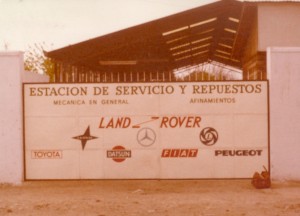 ESTACION DE SERVICIO Y REPUESTOS
MECANICA EN GENERAL AFINAMIENTOS
LAND ROVER
TOYOTA DATSUN FIAT PEUGEOT